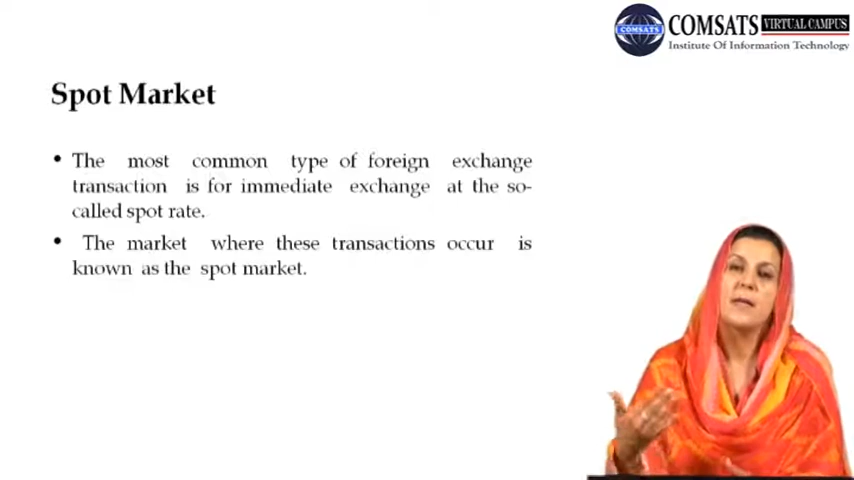 COMSATS
COMSATS VIRTUAL CAMPUS
Institute Of Information Technology
Spot Market
• The most common type of foreign exchange
transaction is for immediate exchange at the so-
called spot rate.
• The market where these transactions occur is
known as the spot market.